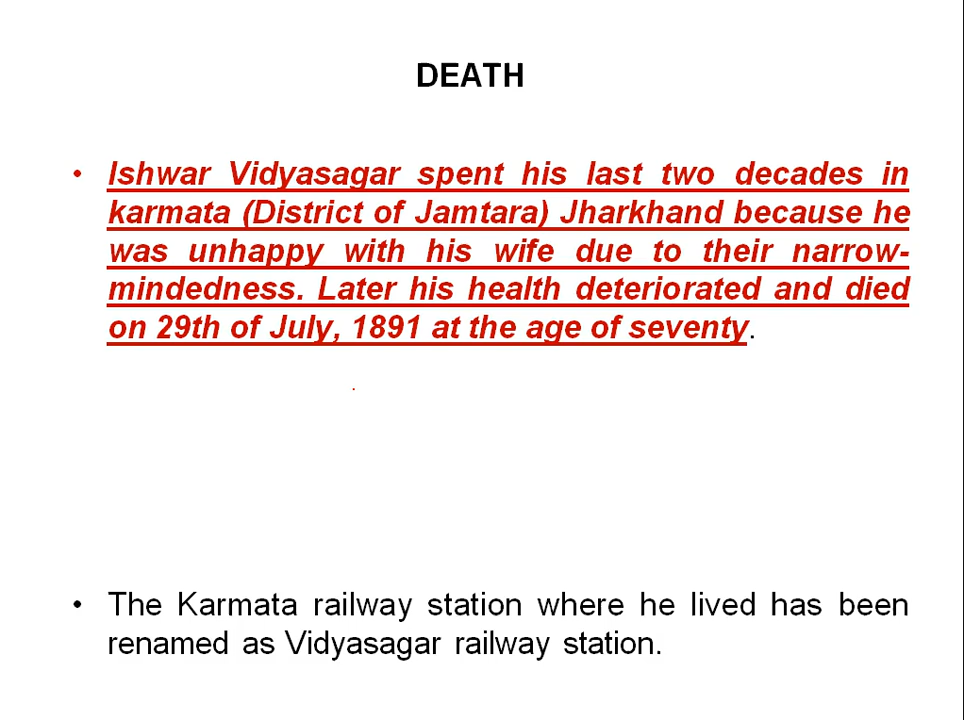 DEATH
• Ishwar Vidyasagar spent his last two decades in
karmata (District of Jamtara) Jharkhand because he
was unhappy with his wife due to their narrow-
mindedness. Later his health deteriorated and died
on 29th of July, 1891 at the age of seventy.
• The Karmata railway station where he lived has been
renamed as Vidyasagar railway station.